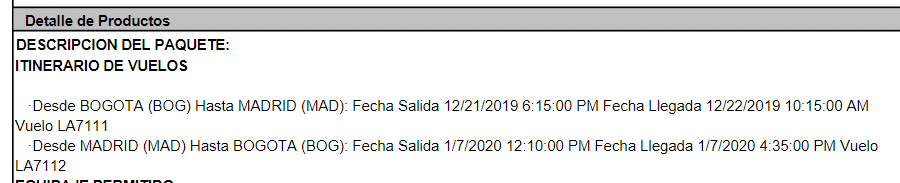 Detalle de Productos
DESCRIPCION DEL PAQUETE:
ITINERARIO DE VUELOS
·Desde BOGOTA (BOG) Hasta MADRID (MAD): Fecha Salida 12/21/2019 6:15:00 PM Fecha Llegada 12/22/2019 10:15:00 AM
Vuelo LA7111
·Desde MADRID (MAD) Hasta BOGOTA (BOG): Fecha Salida 1/7/2020 12:10:00 PM Fecha Llegada 1/7/2020 4:35:00 PM Vuelo
LA7112
EQUIPAJE PERMITIDO